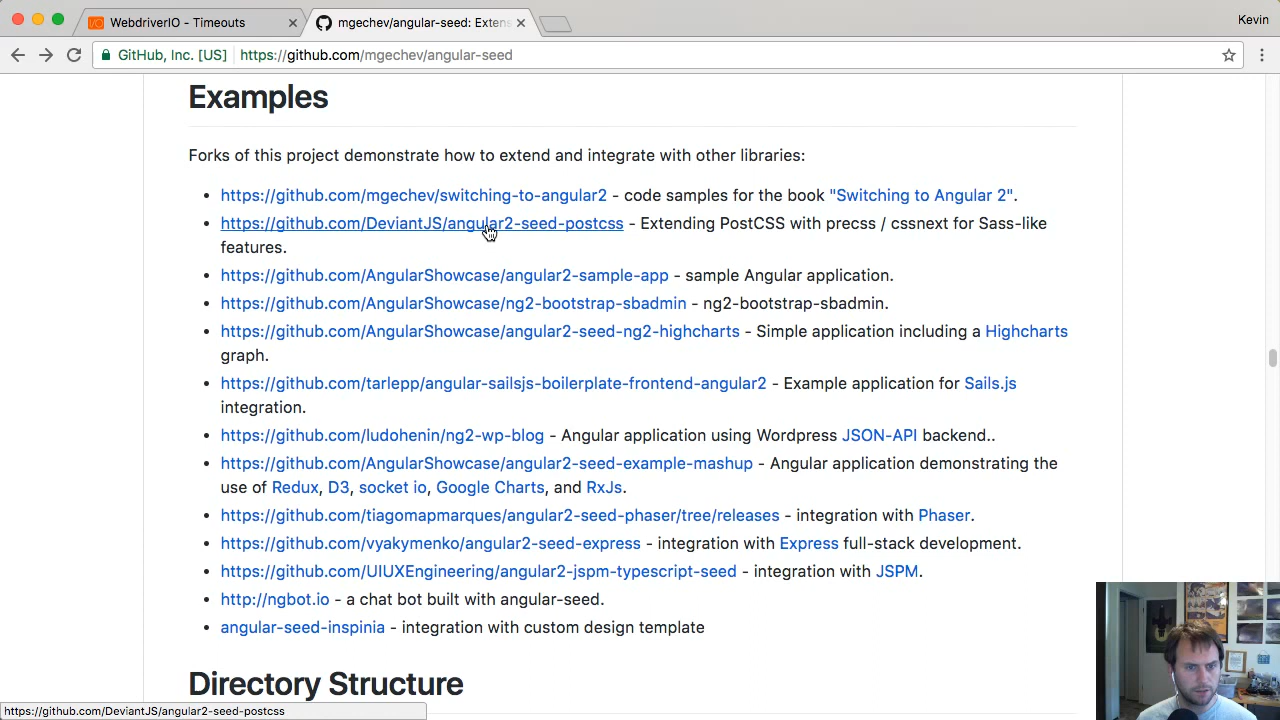 WebdriverIO - Timeouts
mgechev/angular-seed: Extens
Kevin
GitHub, Inc. [US]
https://github.com/mgechev/angular-seed
Examples
Forks of this project demonstrate how to extend and integrate with other libraries:
https://github.com/mgechev/switching-to-angular2 - code samples for the book "Switching to Angular 2".
https://github.com/DeviantJS/angular2-seed-postcss - Extending PostCSS with precss / cssnext for Sass-like
features.
https://github.com/AngularShowcase/angular2-sample-app - sample Angular application.
https://github.com/AngularShowcase/ng2-bootstrap-sbadmin - ng2-bootstrap-sbadmin.
https://github.com/AngularShowcase/angular2-seed-ng2-highcharts - Simple application including a Highcharts
graph.
https://github.com/tarlepp/angular-sailsjs-boilerplate-frontend-angular2 - Example application for Sails.js
integration.
https://github.com/ludohenin/ng2-wp-blog - Angular application using Wordpress JSON-API backend..
https://github.com/AngularShowcase/angular2-seed-example-mashup - Angular application demonstrating the
use of Redux, D3, socket io, Google Charts, and RxJs.
https://github.com/tiagomapmarques/angular2-seed-phaser/tree/releases - integration with Phaser.
https://github.com/vyakymenko/angular2-seed-express - integration with Express full-stack development.
https://github.com/UIUXEngineering/angular2-jspm-typescript-seed - integration with JSPM.
http://ngbot.io - a chat bot built with angular-seed.
angular-seed-inspinia - integration with custom design template
Directory Structure
https://github.com/DeviantJS/angular2-seed-postcss